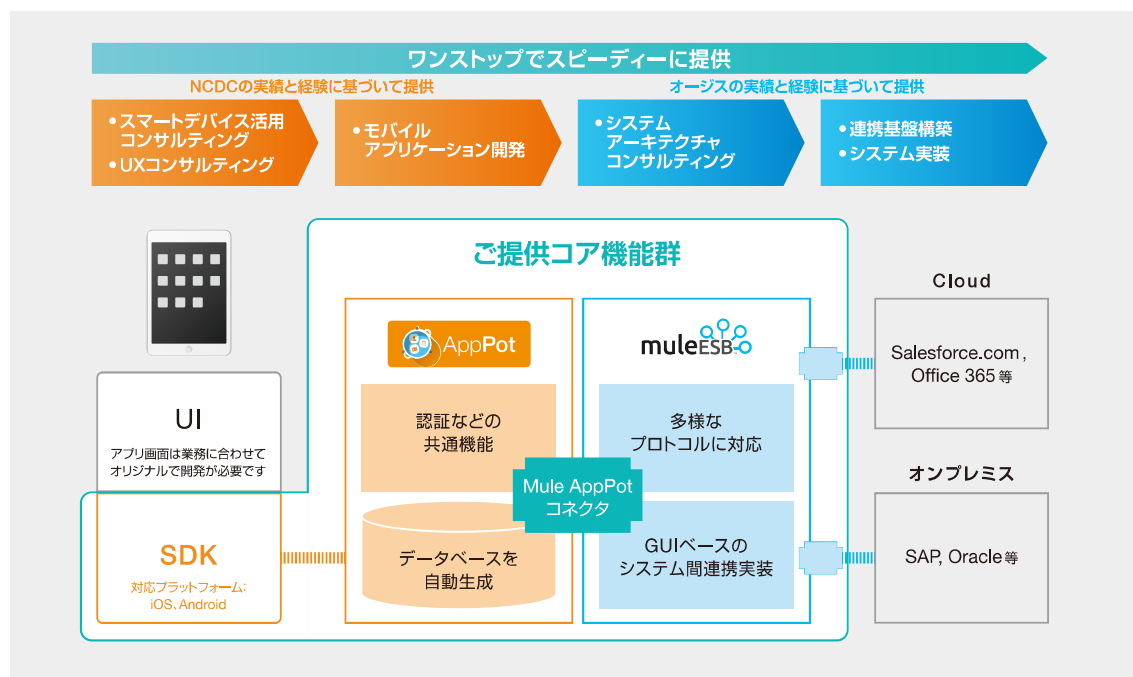 ワンストップでスピーディーに提供
NCDCの実績と経験に基づいて提供
オージスの実績と経験に基づいて提供
•スマートデバイス活用
コンサルティング
•UXコンサルティング
•モバイル
アプリケーション開発
•システム
アーキテクチャ
コンサルティング
•連携基盤構築
•システム実装
ご提供コア機能群
UI
アプリ画面は業務に合わせて
オリジナルで開発が必要です
SDK
対応プラットフォーム：
iOS、Android
AppPot
認証などの
共通機能
データベースを
自動生成
Mule AppPot
コネクタ
muleESB
多様な
プロトコルに対応
GUIベースの
システム間連携実装
Cloud
Salesforce.com，
Office 365 等
オンプレミス
SAP, Oracle 等